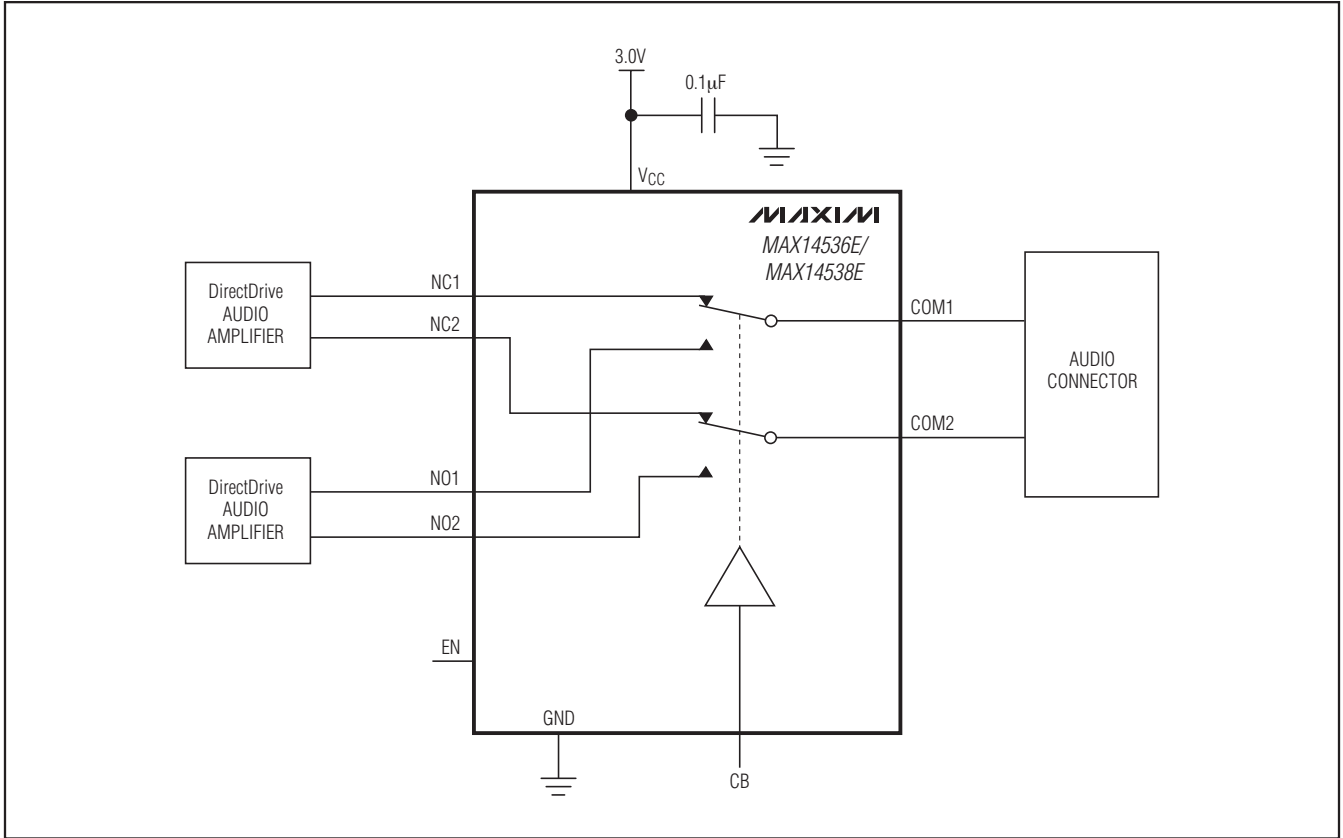 3.0V
0.1μF
VCC
MAXIM
MAX14536E/
MAX14538E
DirectDrive
AUDIO
AMPLIFIER
NC1
NC2
COM1
AUDIO
CONNECTOR
COM2
DirectDrive
AUDIO
AMPLIFIER
NO1
NO2
EN
GND
CB